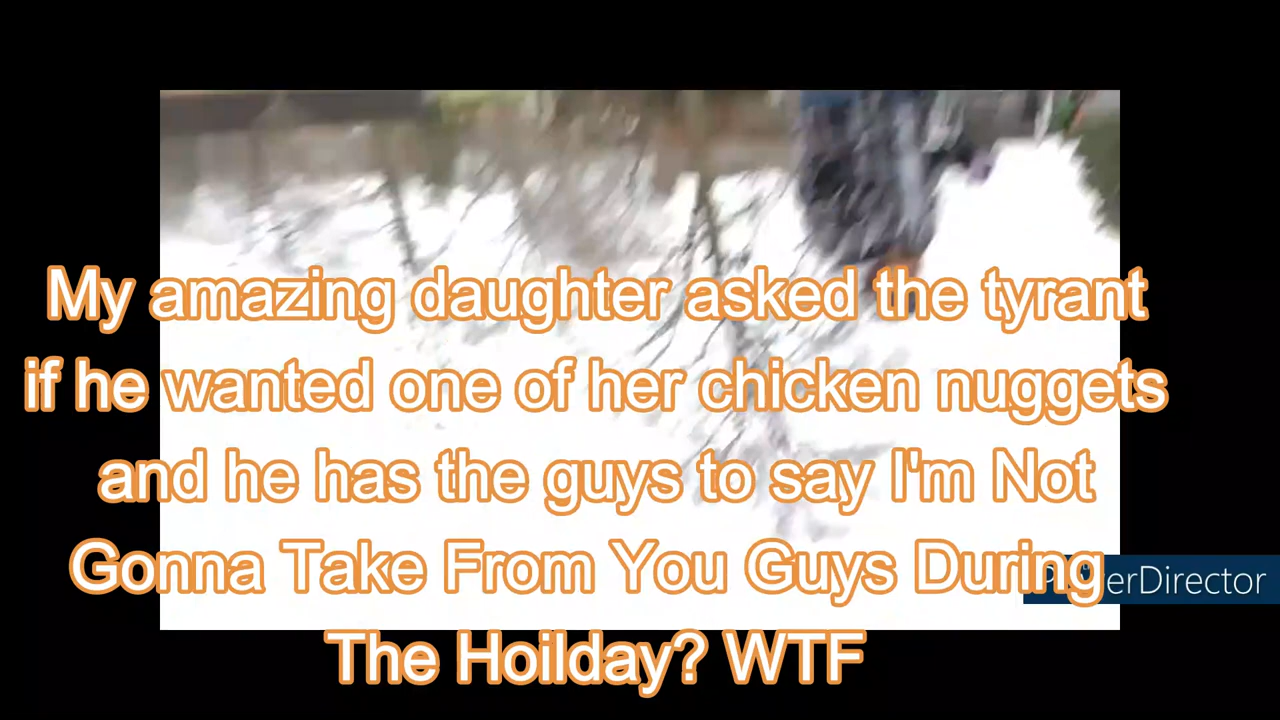 My amazing daughter asked the tyrant
if he wanted one of her chicken nuggets
and he has the guys to say I'm Not
Gonna Take From You Guys During
The Hoilday? WTF
PowerDirector